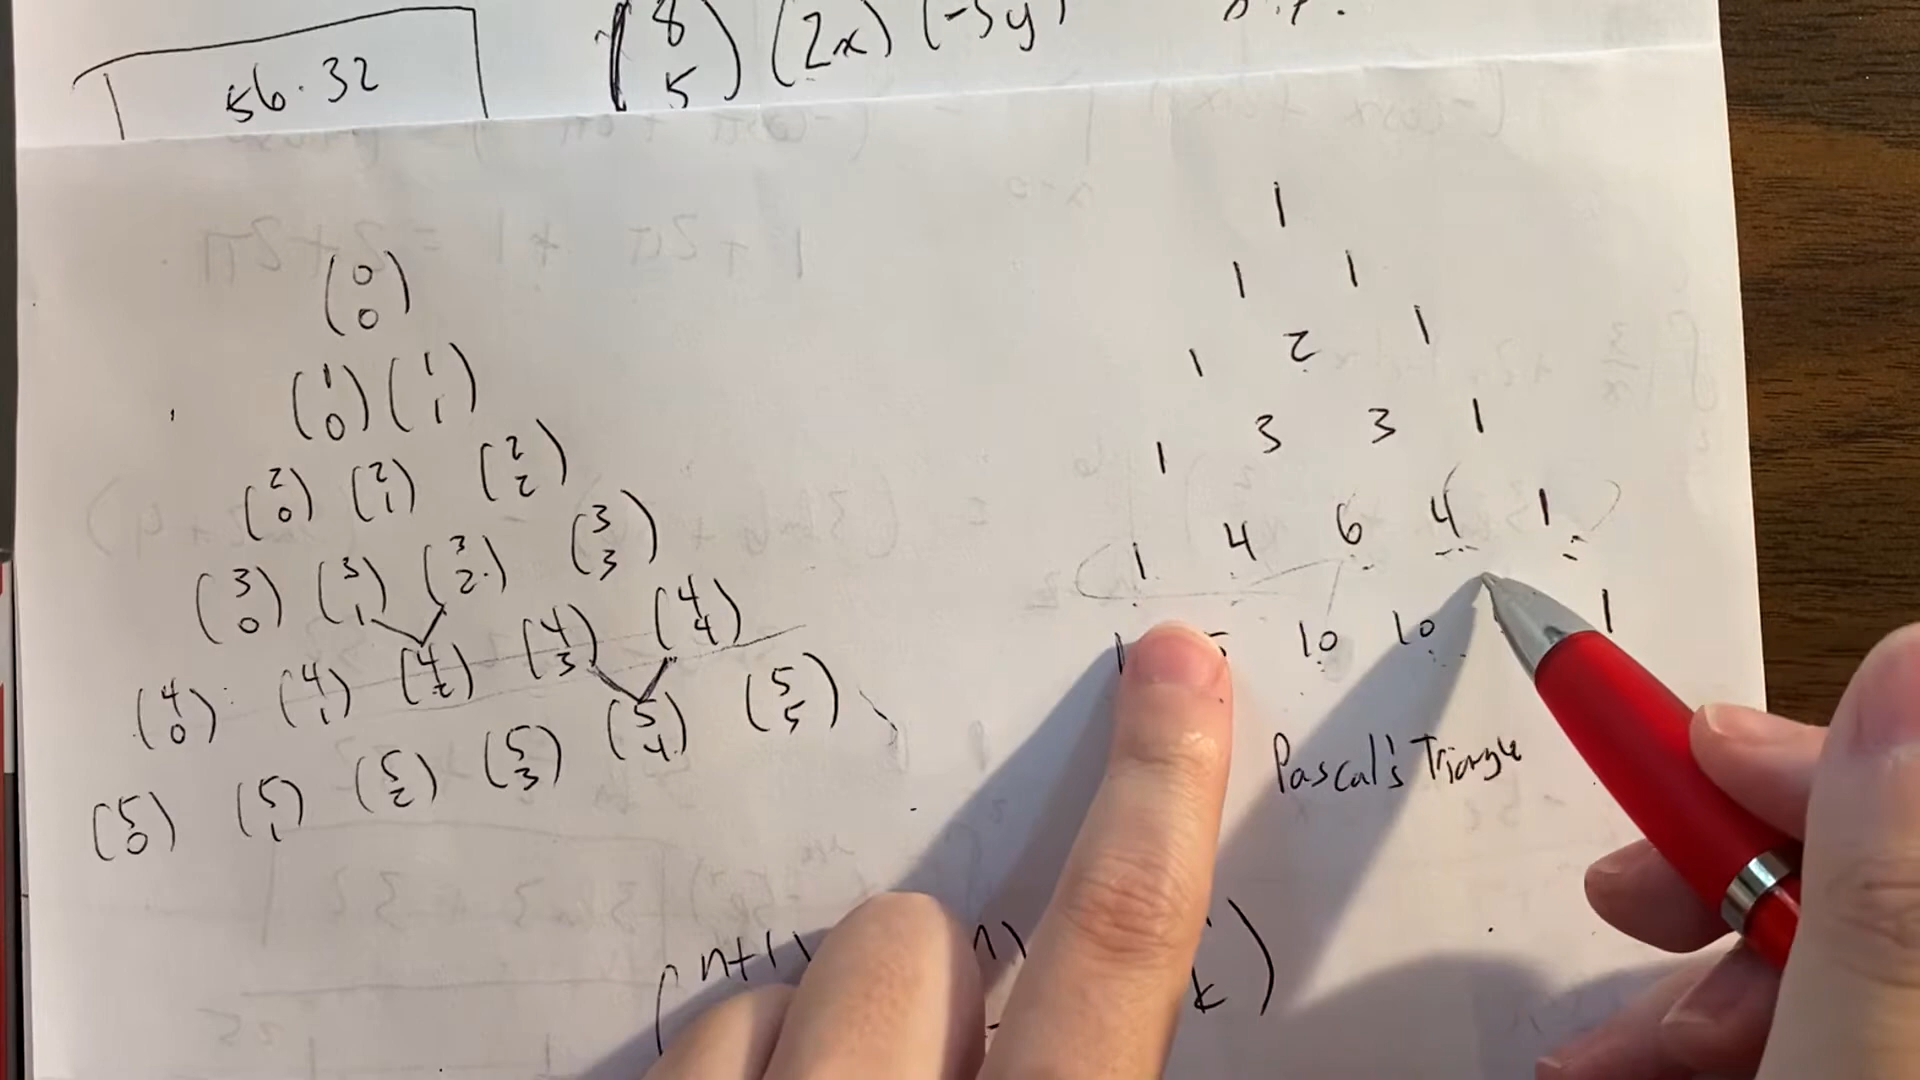 56.32
(8 5) (2x) (-5y)
(0 0)
(1 0) (1 1)
(2 0) (2 1) (2 2)
(3 0) (3 1) (3 2) (3 3)
(4 0) (4 1) (4 2) (4 3) (4 4)
(5 0) (5 1) (5 2) (5 3) (5 4) (5 5)
1
1 1
1 2 1
1 3 3 1
1 4 6 4 1
1 10 10 1
Pascal's Triangle
(n+1
k)